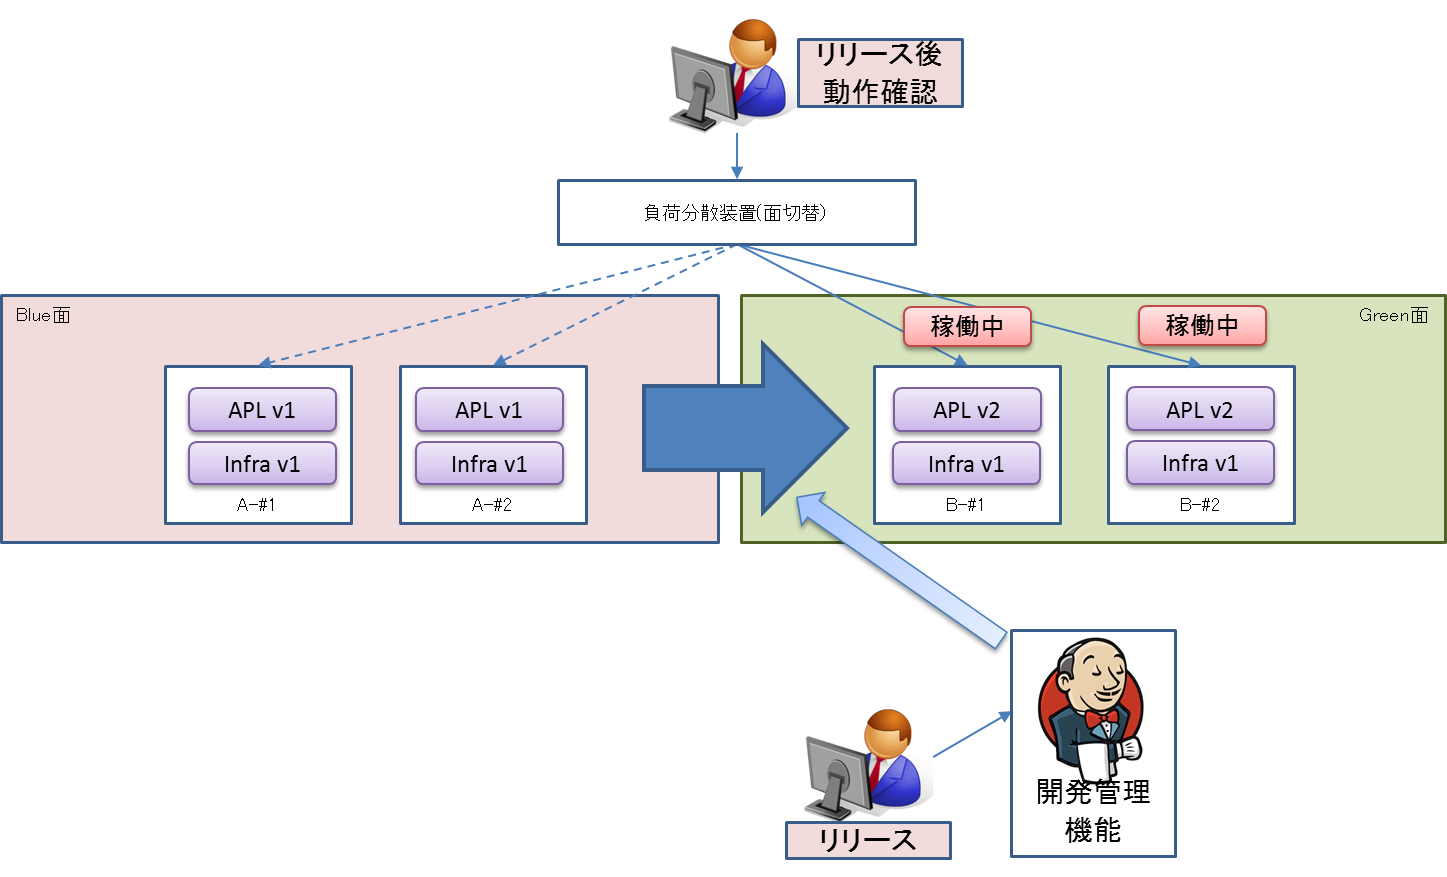 リリース後
動作確認
負荷分散装置(面切替)
Blue面
稼働中
稼働中
Green面
APL v1
APL v1
APL v2
APL v2
Infra v1
Infra v1
Infra v1
Infra v1
A-#1
A-#2
B-#1
B-#2
開発管理
機能
リリース